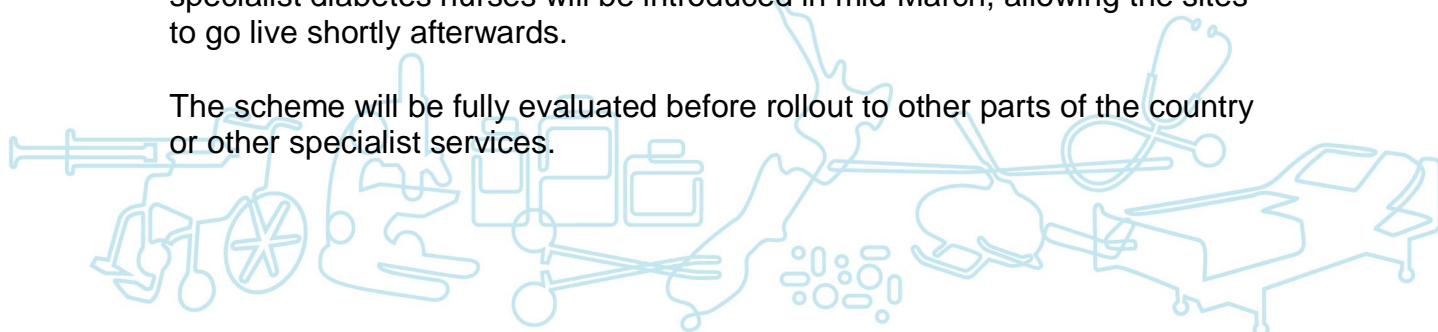 specialist diabetes nurses will be introduced in mid-March, allowing the sites
to go live shortly afterwards.
The scheme will be fully evaluated before rollout to other parts of the country
or other specialist services.